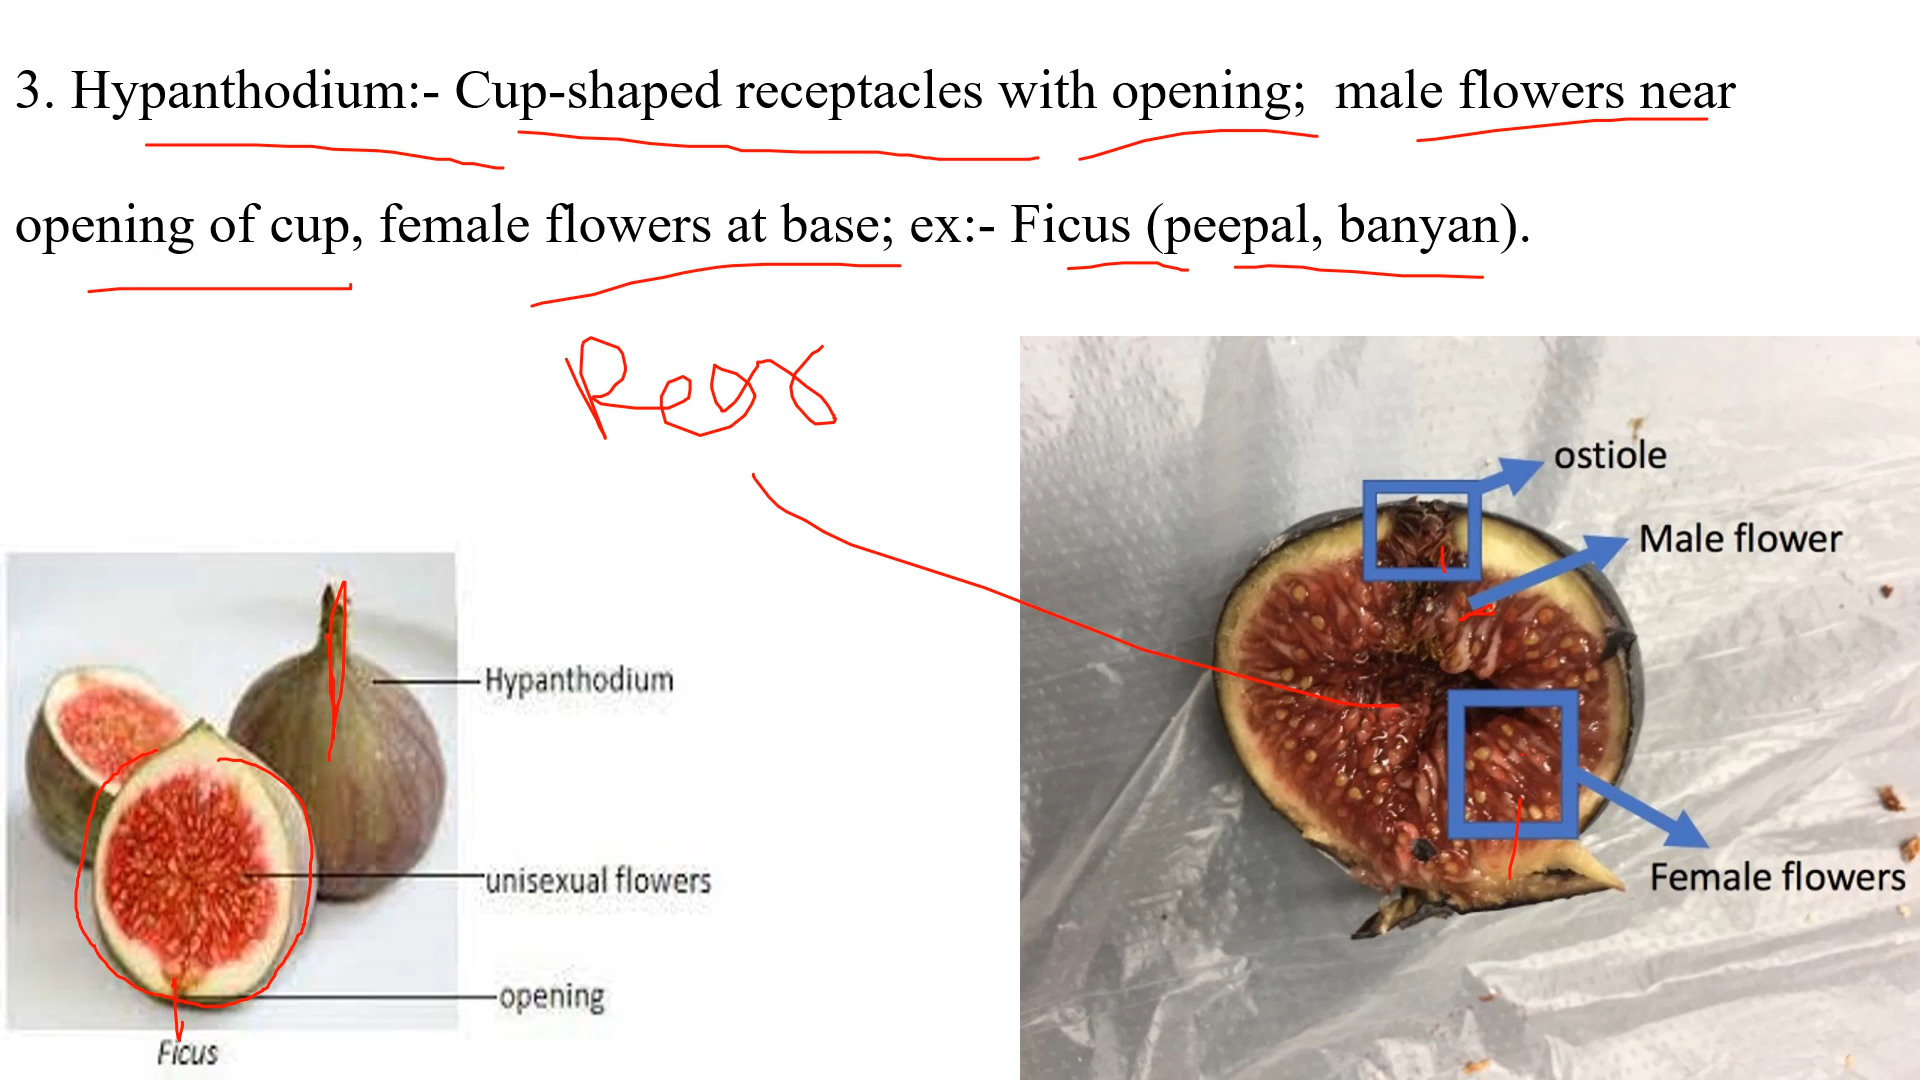 3. Hypanthodium:- Cup-shaped receptacles with opening; male flowers near
opening of cup, female flowers at base; ex:- Ficus (peepal, banyan).
ostiole
Male flower
Hypanthodium
unisexual flowers
Female flowers
opening
Ficus